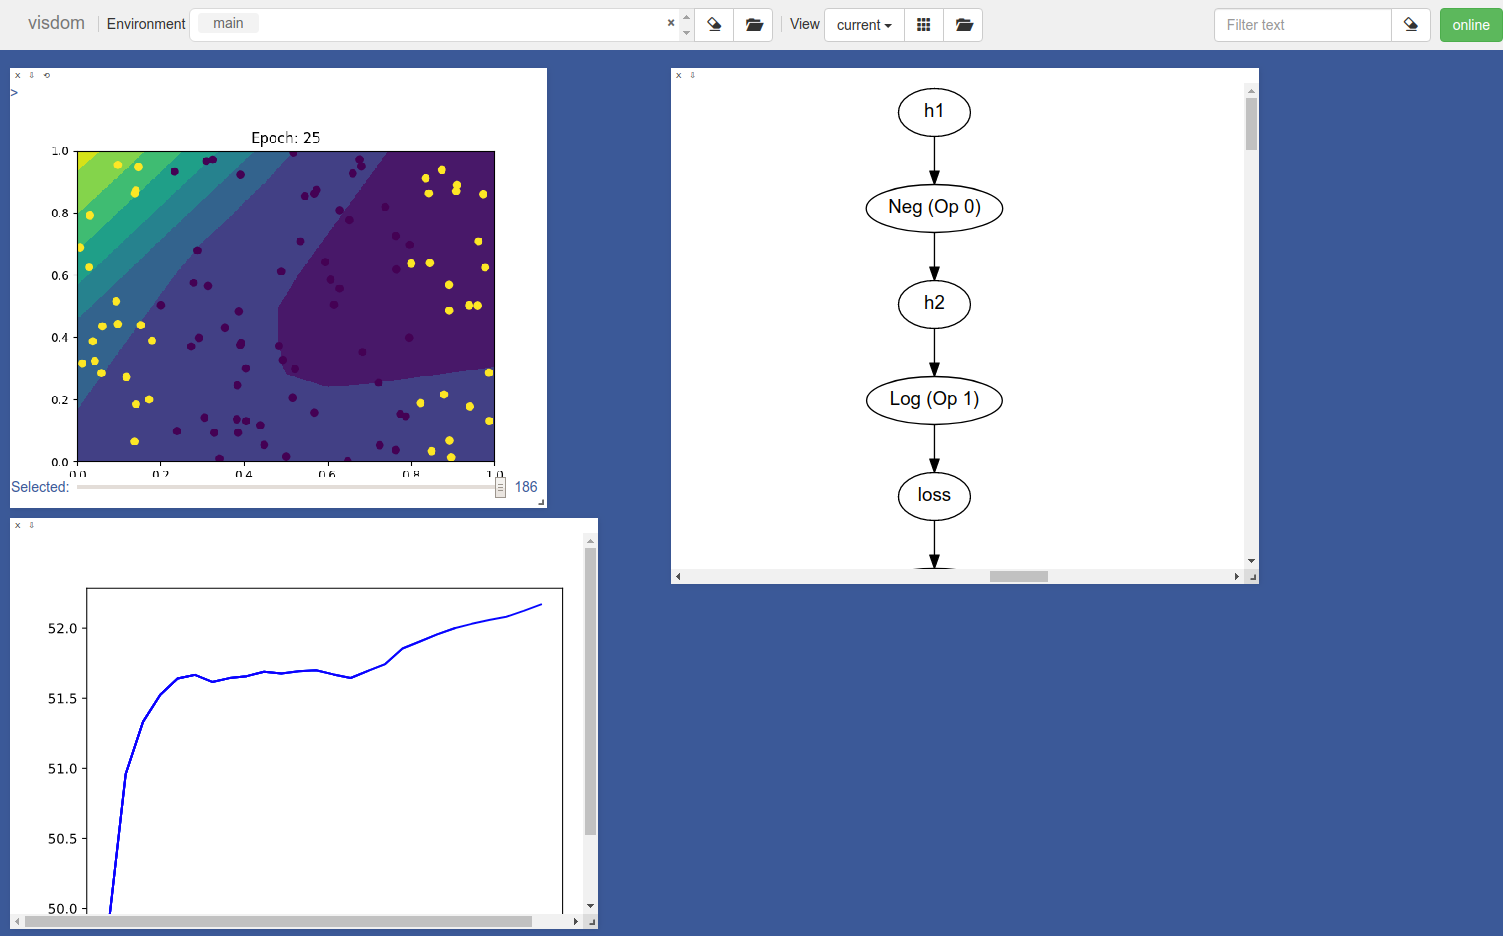 visdom Environment main × View current Filter text online
x ⇩ ⟲
>
Epoch: 25
1.0
0.8
0.6
0.4
0.2
0.0
0.0 0.2 0.4 0.6 0.8 1.0
Selected: 186
x ⇩
52.0
51.5
51.0
50.5
50.0
x ⇩
h1
Neg (Op 0)
h2
Log (Op 1)
loss